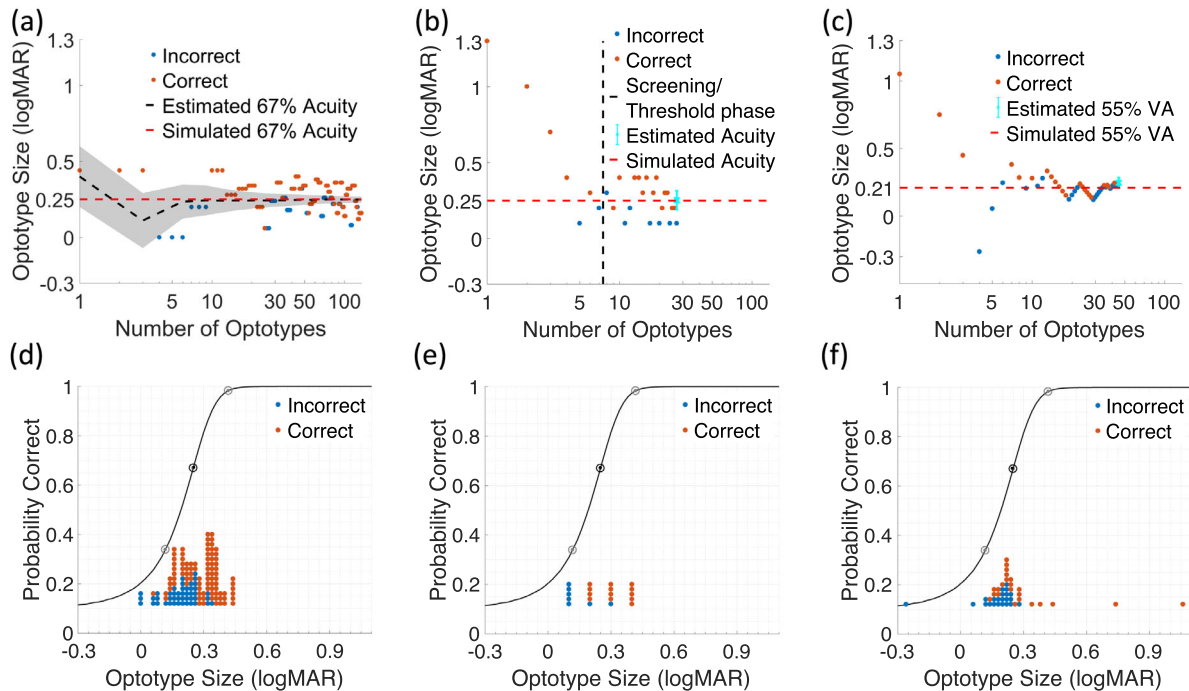 (a)
Optotype Size (logMAR)
1.3
1
0.5
0.25
0
-0.3
Incorrect
Correct
Estimated 67% Acuity
Simulated 67% Acuity
1 5 10 30 50 100
Number of Optotypes
(b)
Optotype Size (logMAR)
1.3
1
0.5
0.25
0
-0.3
Incorrect
Correct
Screening/
Threshold phase
Estimated Acuity
Simulated Acuity
1 5 10 30 50 100
Number of Optotypes
(c)
Optotype Size (logMAR)
1.3
1
0.5
0.21
0
-0.3
Incorrect
Correct
Estimated 55% VA
Simulated 55% VA
1 5 10 30 50 100
Number of Optotypes
(d)
Probability Correct
1
0.8
0.6
0.4
0.2
0
Incorrect
Correct
-0.3 0 0.3 0.6 0.9
Optotype Size (logMAR)
(e)
Probability Correct
1
0.8
0.6
0.4
0.2
0
Incorrect
Correct
-0.3 0 0.3 0.6 0.9
Optotype Size (logMAR)
(f)
Probability Correct
1
0.8
0.6
0.4
0.2
0
Incorrect
Correct
-0.3 0 0.3 0.6 0.9
Optotype Size (logMAR)